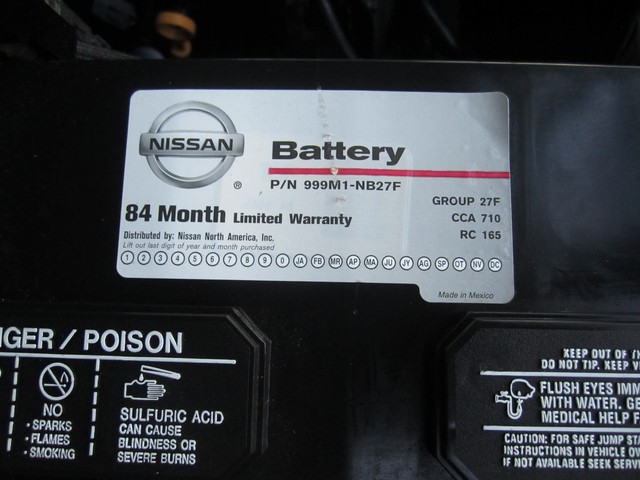 NISSAN
®
Battery
P/N 999M1-NB27F
84 Month Limited Warranty
GROUP 27F
CCA 710
RC 165
Distributed by: Nissan North America, Inc.
Lift out last digit of year and month purchased
1 2 3 4 5 6 7 8 9 0 JA FB MR AP MA JU JY AG SP OT NV DC
Made in Mexico
NGER / POISON
NO
• SPARKS
• FLAMES
• SMOKING
SULFURIC ACID
CAN CAUSE
BLINDNESS OR
SEVERE BURNS
KEEP OUT OF
DO NOT TIP. KEEP
FLUSH EYES IMM
WITH WATER. GE
MEDICAL HELP F
CAUTION: FOR SAFE JUMP STA
INSTRUCTIONS IN VEHICLE OW
IF NOT AVAILABLE SEEK SERV